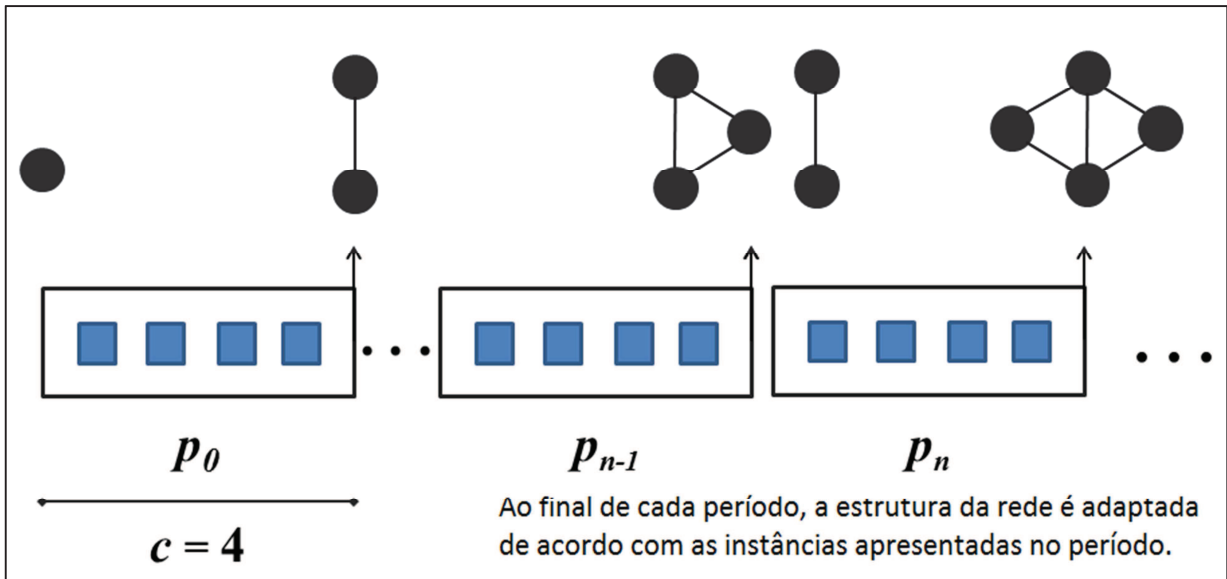 p0
pn-1
pn
c = 4
Ao final de cada período, a estrutura da rede é adaptada
de acordo com as instâncias apresentadas no período.